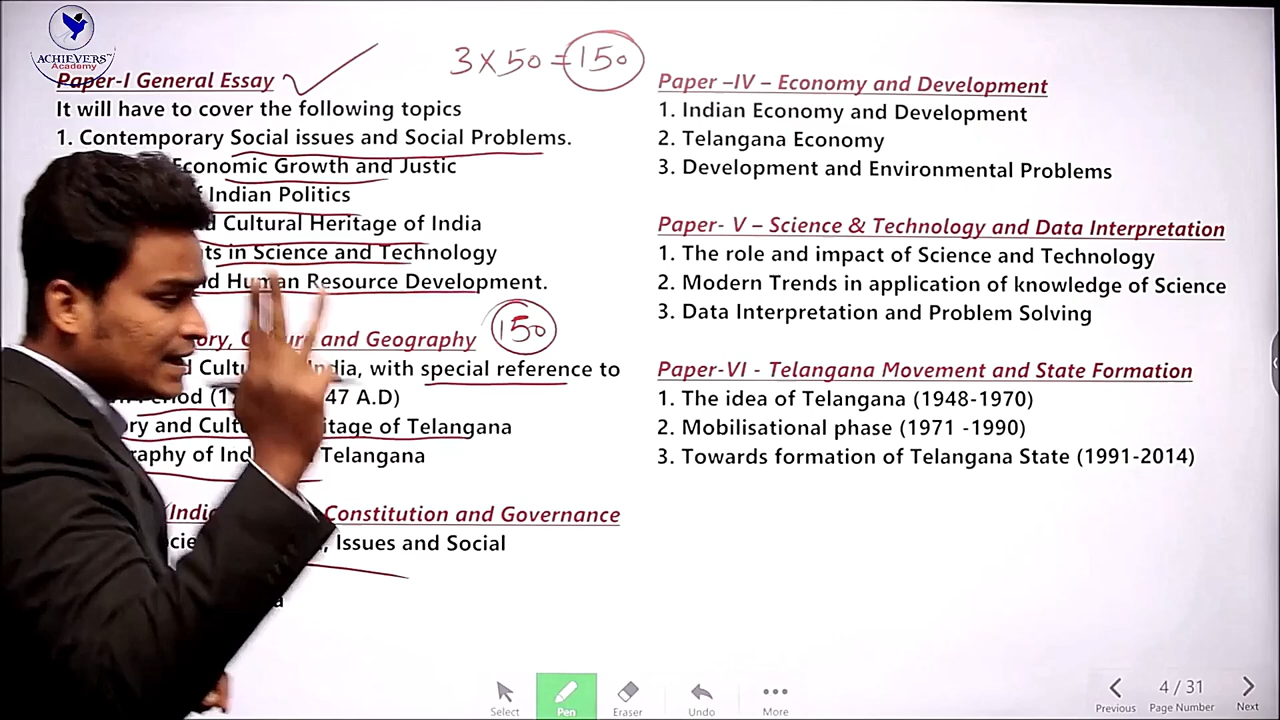 ACHIEVERS
Academy
3 × 50 = 150
Paper-I General Essay
It will have to cover the following topics
1. Contemporary Social issues and Social Problems.
Economic Growth and Justic
Indian Politics
Cultural Heritage of India
in Science and Technology
Human Resource Development.
150
and Geography
with special reference to
47 A.D)
of Telangana
Telangana
Constitution and Governance
Issues and Social
Paper –IV – Economy and Development
1. Indian Economy and Development
2. Telangana Economy
3. Development and Environmental Problems
Paper- V – Science & Technology and Data Interpretation
1. The role and impact of Science and Technology
2. Modern Trends in application of knowledge of Science
3. Data Interpretation and Problem Solving
Paper-VI - Telangana Movement and State Formation
1. The idea of Telangana (1948-1970)
2. Mobilisational phase (1971 -1990)
3. Towards formation of Telangana State (1991-2014)
Select
Pen
Eraser
Undo
More
Previous
4 / 31
Page Number
Next